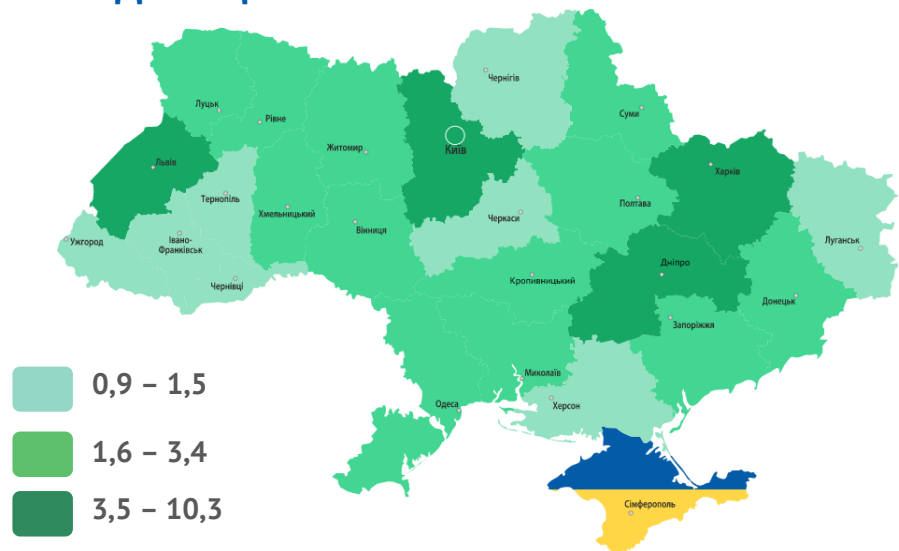 Чернігів
Луцьк
Суми
Рівне
Київ
Житомир
Львів
Харків
Тернопіль
Полтава
Хмельницький
Черкаси
Вінниця
Ужгород
Івано-
Франківськ
Луганськ
Дніпро
Чернівці
Кропивницький
Донецьк
Запоріжжя
Миколаїв
0,9 – 1,5
Одеса
Херсон
1,6 – 3,4
3,5 – 10,3
Сімферополь